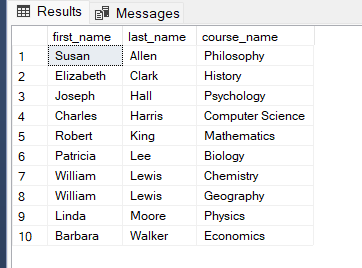 Results Messages
first_name last_name course_name
1 Susan Allen Philosophy
2 Elizabeth Clark History
3 Joseph Hall Psychology
4 Charles Harris Computer Science
5 Robert King Mathematics
6 Patricia Lee Biology
7 William Lewis Chemistry
8 William Lewis Geography
9 Linda Moore Physics
10 Barbara Walker Economics